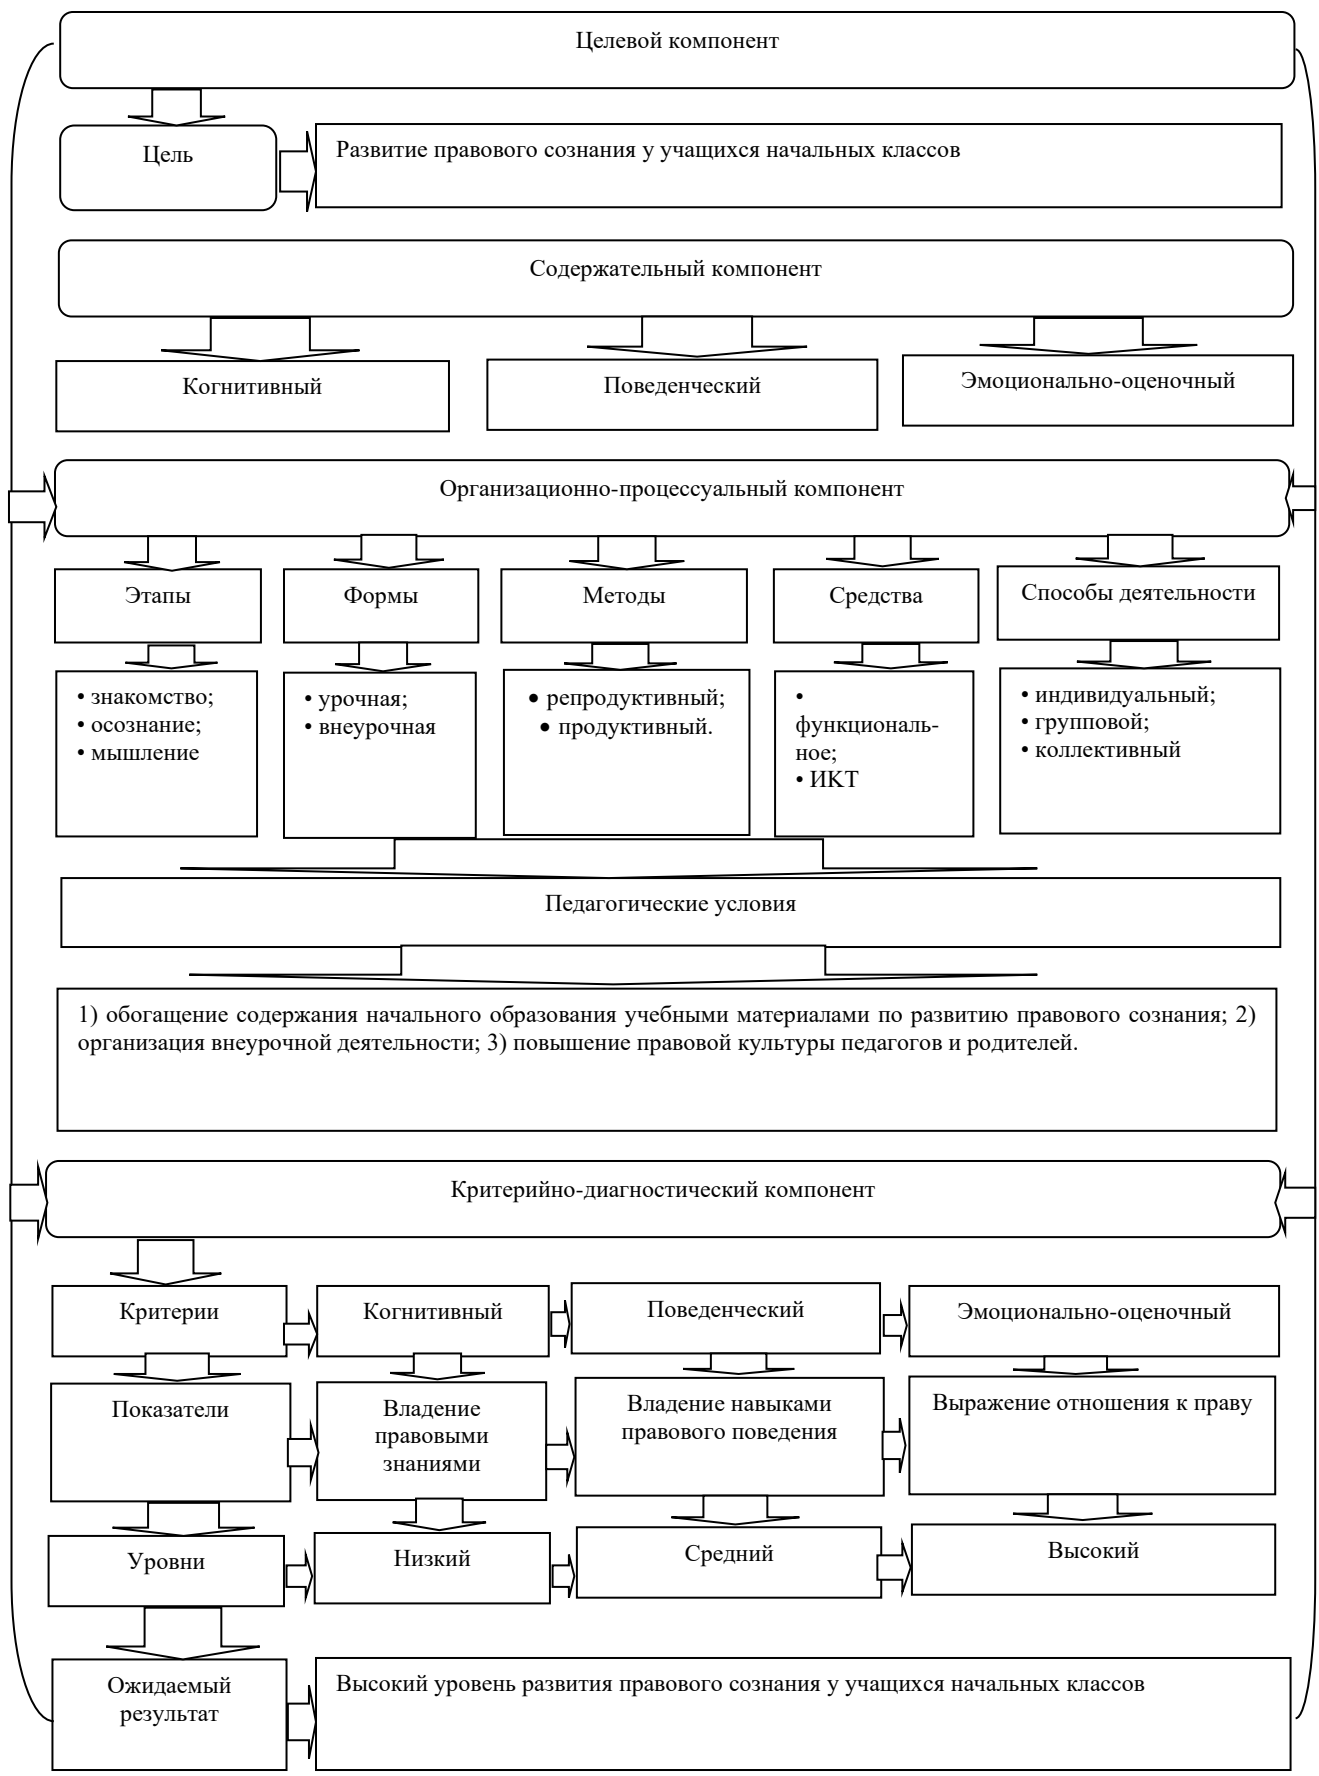 Целевой компонент
Цель
Развитие правового сознания у учащихся начальных классов
Содержательный компонент
Когнитивный
Поведенческий
Эмоционально-оценочный
Организационно-процессуальный компонент
Этапы
Формы
Методы
Средства
Способы деятельности
• знакомство;
• осознание;
• мышление
• урочная;
• внеурочная
• репродуктивный;
• продуктивный.
•
функциональ-
ное;
• ИКТ
• индивидуальный;
• групповой;
• коллективный
Педагогические условия
1) обогащение содержания начального образования учебными материалами по развитию правового сознания; 2)
организация внеурочной деятельности; 3) повышение правовой культуры педагогов и родителей.
Критерийно-диагностический компонент
Критерии
Когнитивный
Поведенческий
Эмоционально-оценочный
Показатели
Владение
правовыми
знаниями
Владение навыками
правового поведения
Выражение отношения к праву
Уровни
Низкий
Средний
Высокий
Ожидаемый
результат
Высокий уровень развития правового сознания у учащихся начальных классов